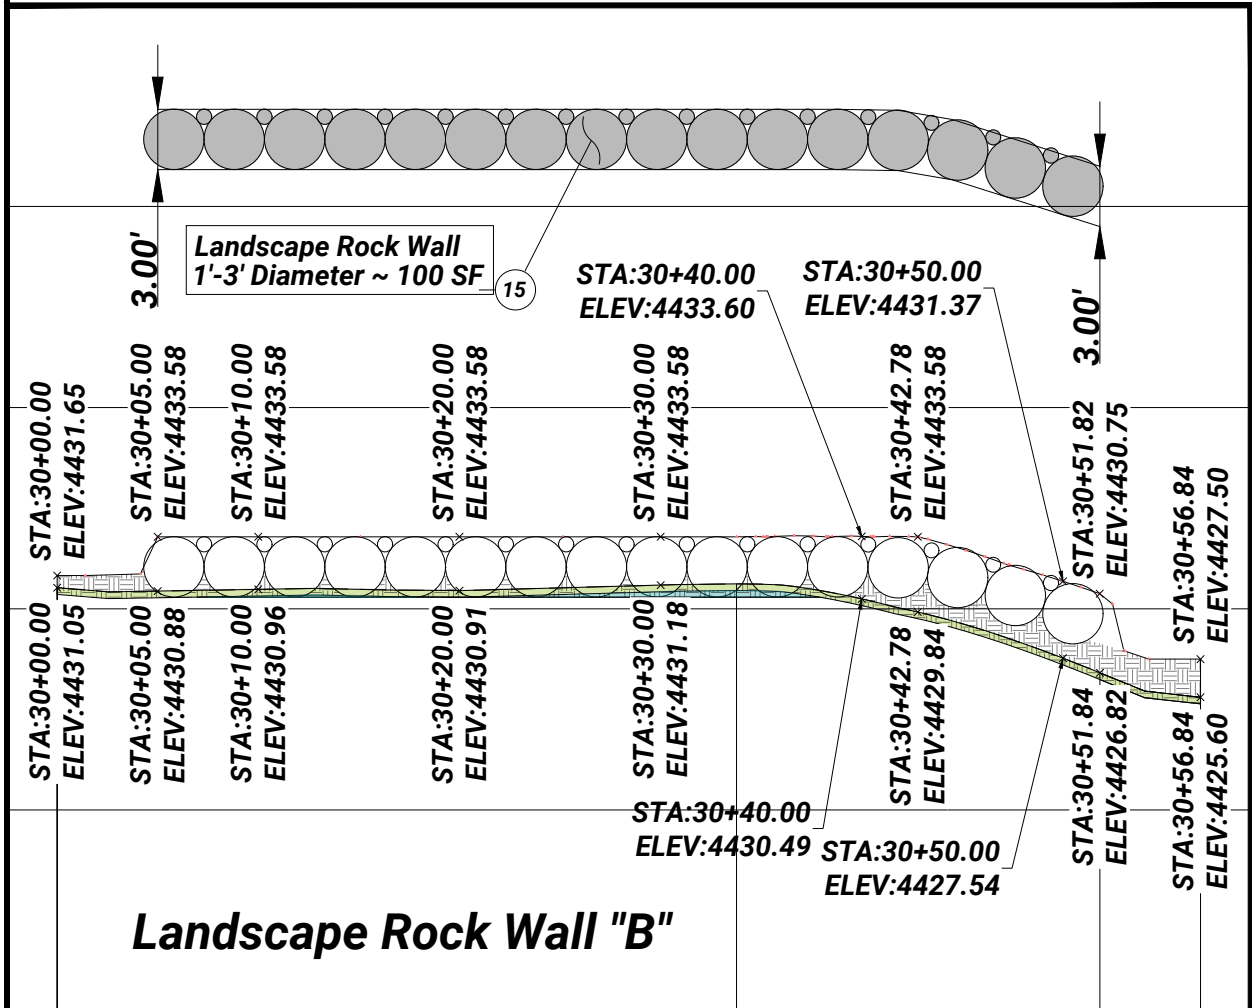 3.00'
Landscape Rock Wall
1'-3' Diameter ~ 100 SF
15
STA:30+40.00
ELEV:4433.60
STA:30+50.00
ELEV:4431.37
3.00'
STA:30+00.00
ELEV:4431.65
STA:30+05.00
ELEV:4433.58
STA:30+10.00
ELEV:4433.58
STA:30+20.00
ELEV:4433.58
STA:30+30.00
ELEV:4433.58
STA:30+42.78
ELEV:4433.58
STA:30+51.82
ELEV:4430.75
STA:30+56.84
ELEV:4427.50
STA:30+00.00
ELEV:4431.05
STA:30+05.00
ELEV:4430.88
STA:30+10.00
ELEV:4430.96
STA:30+20.00
ELEV:4430.91
STA:30+30.00
ELEV:4431.18
STA:30+42.78
ELEV:4429.84
STA:30+51.84
ELEV:4426.82
STA:30+56.84
ELEV:4425.60
STA:30+40.00
ELEV:4430.49
STA:30+50.00
ELEV:4427.54
Landscape Rock Wall "B"